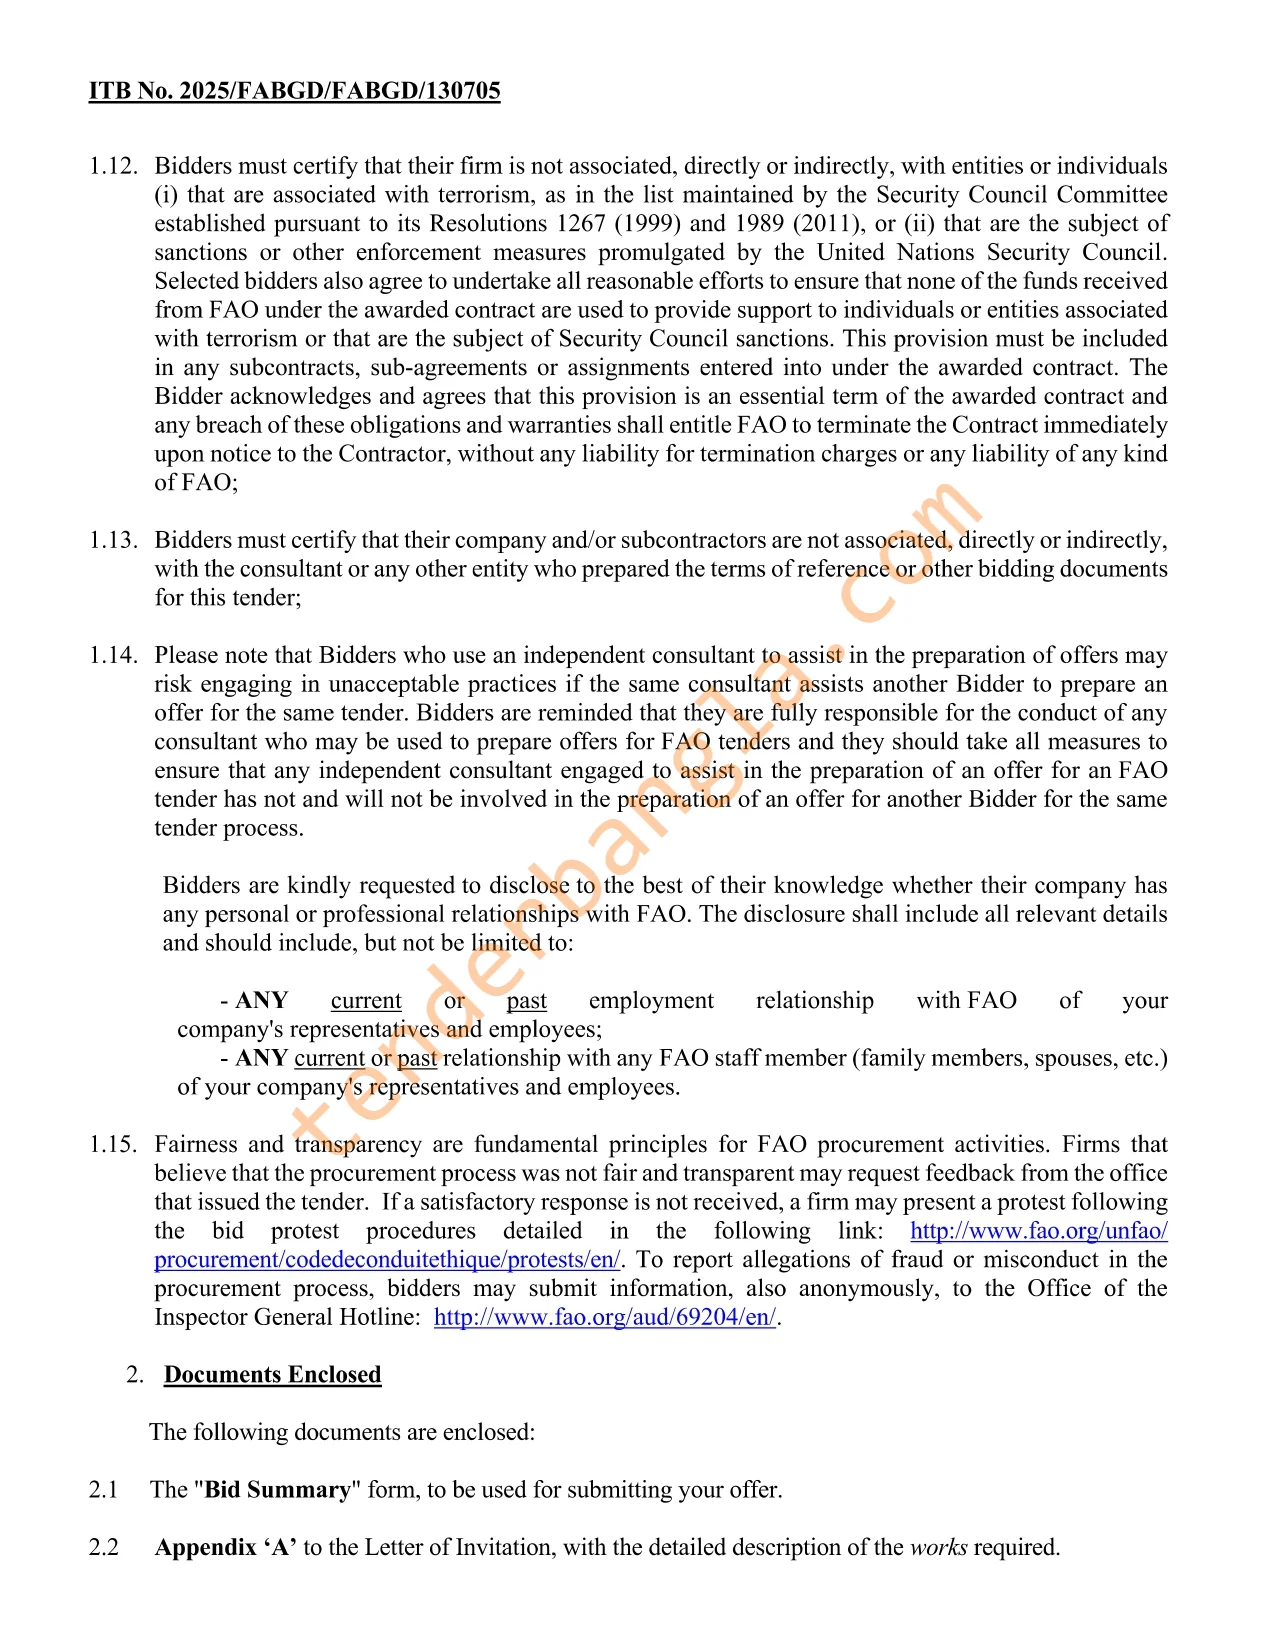 ITB No. 2025/FABGD/FABGD/130705
1.12. Bidders must certify that their firm is not associated, directly or indirectly, with entities or individuals
(i) that are associated with terrorism, as in the list maintained by the Security Council Committee
established pursuant to its Resolutions 1267 (1999) and 1989 (2011), or (ii) that are the subject of
sanctions or other enforcement measures promulgated by the United Nations Security Council.
Selected bidders also agree to undertake all reasonable efforts to ensure that none of the funds received
from FAO under the awarded contract are used to provide support to individuals or entities associated
with terrorism or that are the subject of Security Council sanctions. This provision must be included
in any subcontracts, sub-agreements or assignments entered into under the awarded contract. The
Bidder acknowledges and agrees that this provision is an essential term of the awarded contract and
any breach of these obligations and warranties shall entitle FAO to terminate the Contract immediately
upon notice to the Contractor, without any liability for termination charges or any liability of any kind
of FAO;
1.13. Bidders must certify that their company and/or subcontractors are not associated, directly or indirectly,
with the consultant or any other entity who prepared the terms of reference or other bidding documents
for this tender;
1.14. Please note that Bidders who use an independent consultant to assist in the preparation of offers may
risk engaging in unacceptable practices if the same consultant assists another Bidder to prepare an
offer for the same tender. Bidders are reminded that they are fully responsible for the conduct of any
consultant who may be used to prepare offers for FAO tenders and they should take all measures to
ensure that any independent consultant engaged to assist in the preparation of an offer for an FAO
tender has not and will not be involved in the preparation of an offer for another Bidder for the same
tender process.
Bidders are kindly requested to disclose to the best of their knowledge whether their company has
any personal or professional relationships with FAO. The disclosure shall include all relevant details
and should include, but not be limited to:
- ANY current or past employment relationship with FAO of your
company's representatives and employees;
- ANY current or past relationship with any FAO staff member (family members, spouses, etc.)
of your company's representatives and employees.
1.15. Fairness and transparency are fundamental principles for FAO procurement activities. Firms that
believe that the procurement process was not fair and transparent may request feedback from the office
that issued the tender. If a satisfactory response is not received, a firm may present a protest following
the bid protest procedures detailed in the following link: http://www.fao.org/unfao/
procurement/codedeconduitethique/protests/en/. To report allegations of fraud or misconduct in the
procurement process, bidders may submit information, also anonymously, to the Office of the
Inspector General Hotline: http://www.fao.org/aud/69204/en/.
2. Documents Enclosed
The following documents are enclosed:
2.1 The "Bid Summary" form, to be used for submitting your offer.
2.2 Appendix ‘A’ to the Letter of Invitation, with the detailed description of the works required.
tenderbangla.com